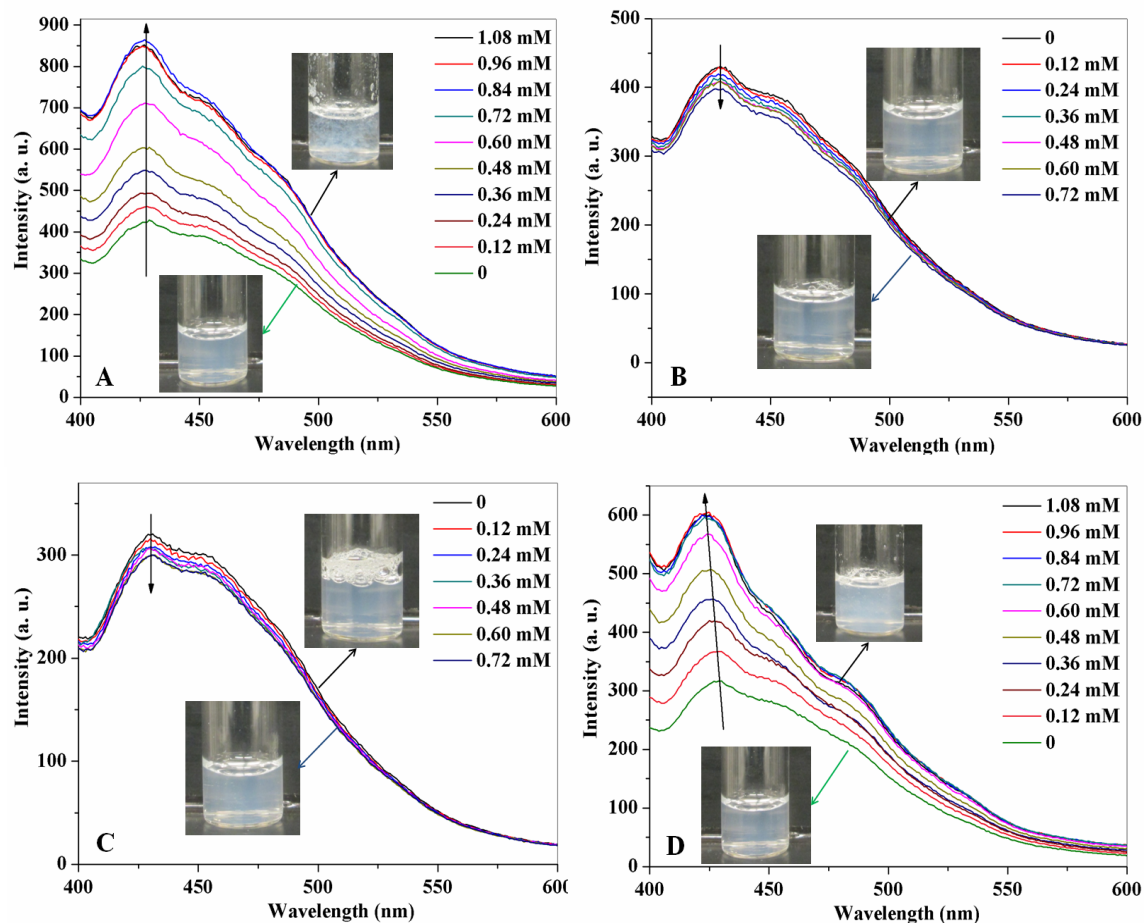 900
800
700
600
500
400
300
200
100
0
Intensity (a. u.)
1.08 mM
0.96 mM
0.84 mM
0.72 mM
0.60 mM
0.48 mM
0.36 mM
0.24 mM
0.12 mM
0
A
400 450 500 550 600
Wavelength (nm)
500
400
300
200
100
0
Intensity (a. u.)
0
0.12 mM
0.24 mM
0.36 mM
0.48 mM
0.60 mM
0.72 mM
B
400 450 500 550 600
Wavelength (nm)
300
200
100
0
Intensity (a. u.)
0
0.12 mM
0.24 mM
0.36 mM
0.48 mM
0.60 mM
0.72 mM
C
400 450 500 550 600
Wavelength (nm)
600
500
400
300
200
100
0
Intensity (a. u.)
1.08 mM
0.96 mM
0.84 mM
0.72 mM
0.60 mM
0.48 mM
0.36 mM
0.24 mM
0.12 mM
0
D
400 450 500 550 600
Wavelength (nm)